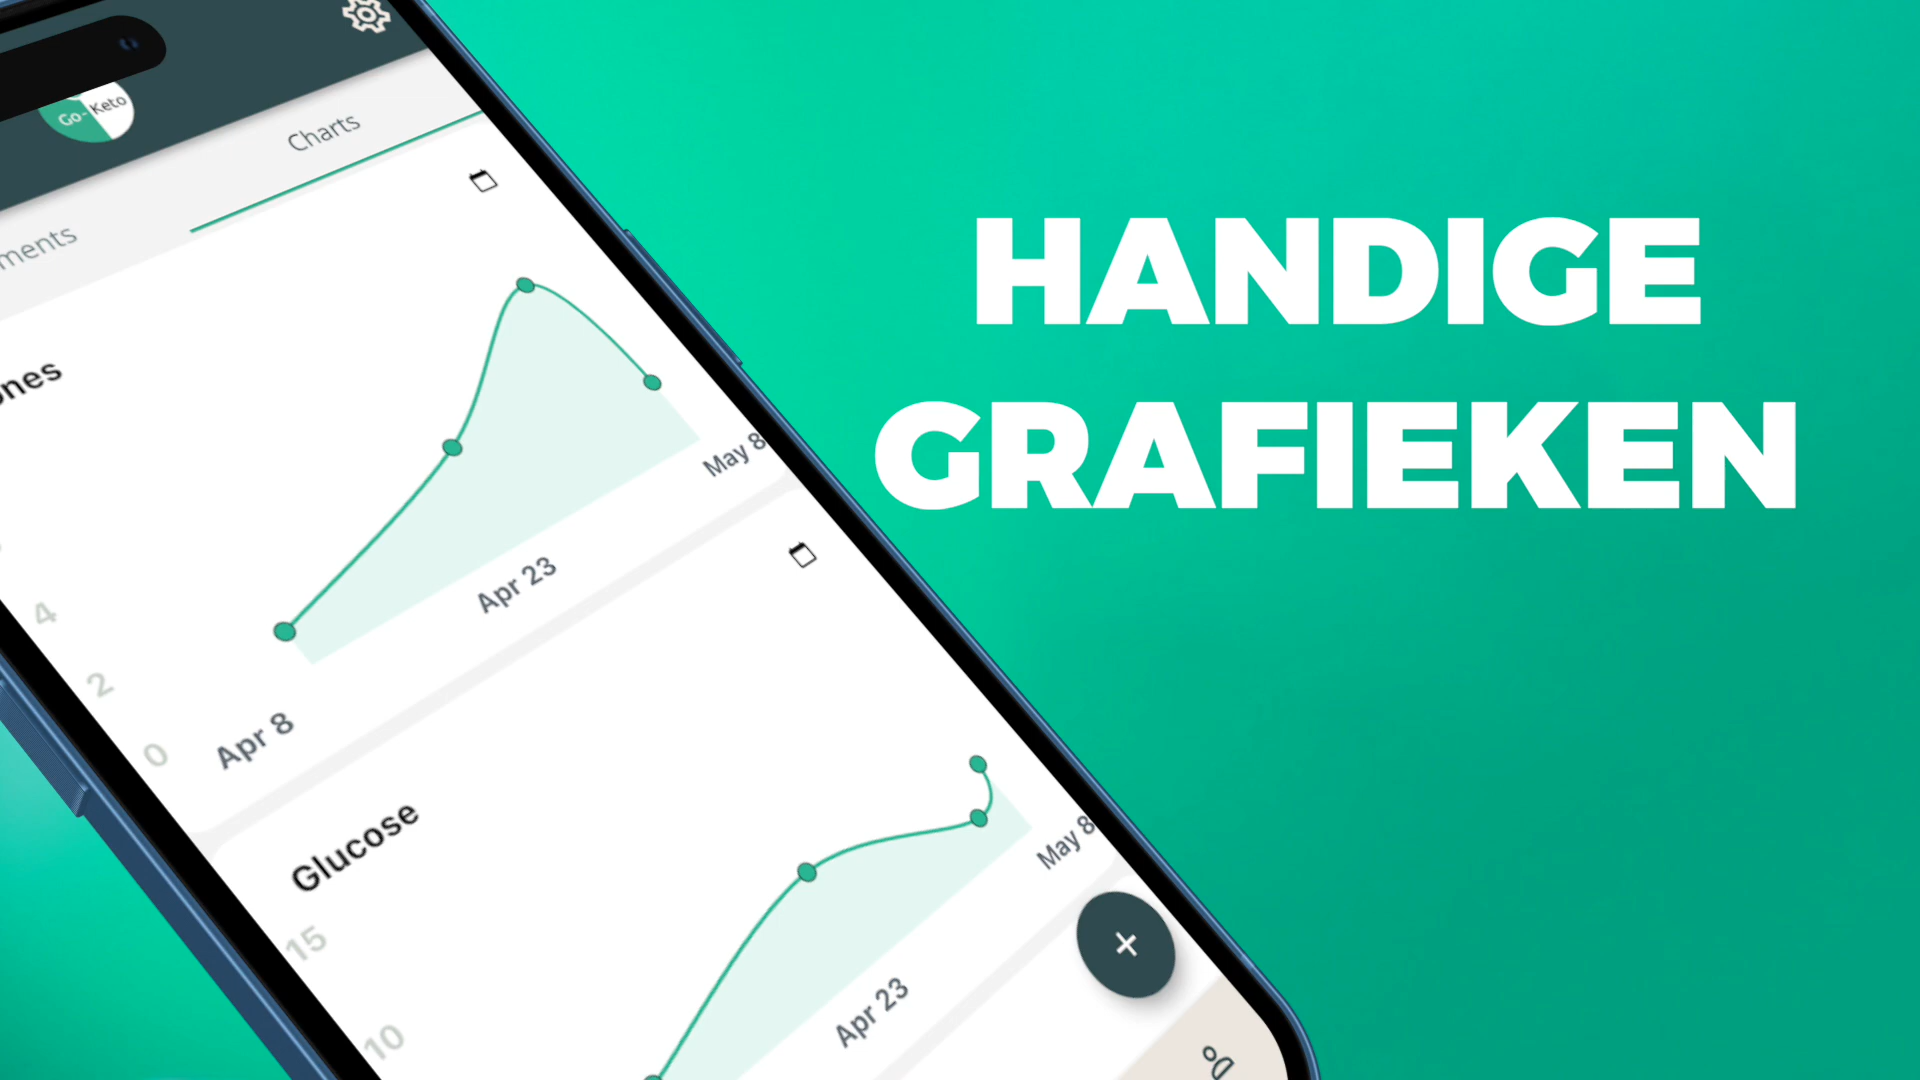 Go-Keto
Charts
ments
nes
4
2
0
Apr 8
Apr 23
May 8
Glucose
15
10
Apr 23
May 8
HANDIGE
GRAFIEKEN